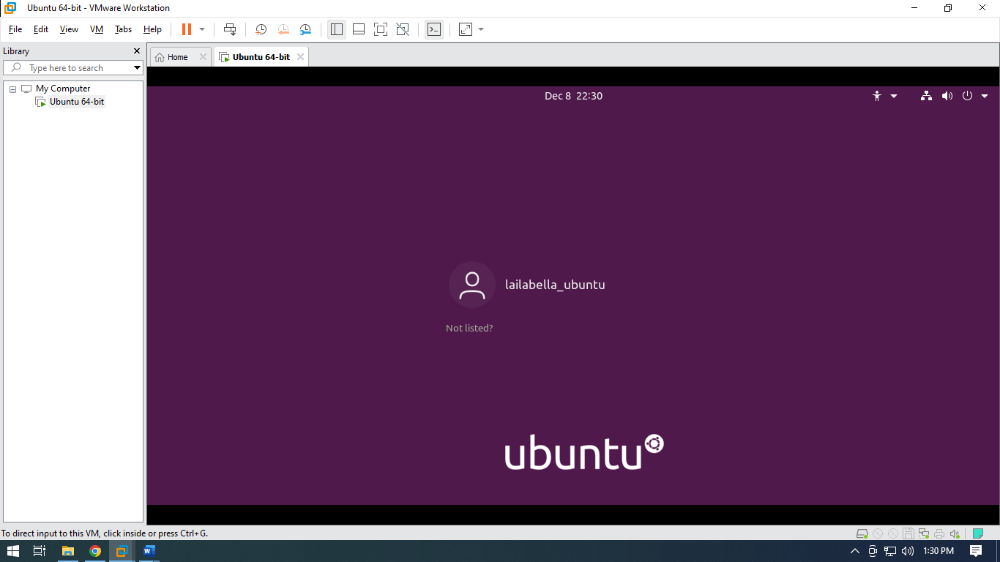 Ubuntu 64-bit - VMware Workstation
File Edit View VM Tabs Help
Library
Home
Ubuntu 64-bit
Type here to search
My Computer
Ubuntu 64-bit
Dec 8 22:30
lailabella_ubuntu
Not listed?
ubuntu
To direct input to this VM, click inside or press Ctrl+G.
W
1:30 PM